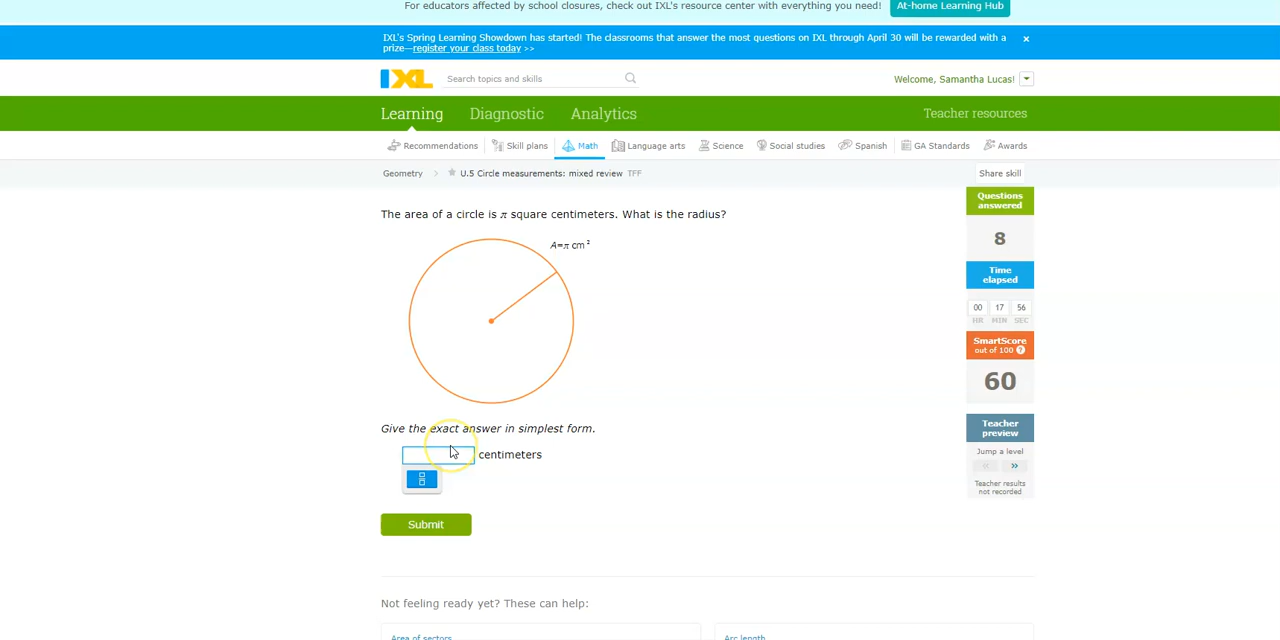 For educators affected by school closures, check out IXL's resource center with everything you need!
At-home Learning Hub
IXL's Spring Learning Showdown has started! The classrooms that answer the most questions on IXL through April 30 will be rewarded with a
prize—register your class today >>
×
IXL
Search topics and skills
Welcome, Samantha Lucas!
Learning
Diagnostic
Analytics
Teacher resources
Recommendations
Skill plans
Math
Language arts
Science
Social studies
Spanish
GA Standards
Awards
Geometry > ★ U.5 Circle measurements: mixed review TFF
Share skill
The area of a circle is π square centimeters. What is the radius?
A=π cm²
Give the exact answer in simplest form.
centimeters
Submit
Questions
answered
8
Time
elapsed
00 17 56
HR MIN SEC
SmartScore
out of 100 ?
60
Teacher
preview
Jump a level
« »
Teacher results
not recorded
Not feeling ready yet? These can help:
Area of sectors
Arc length